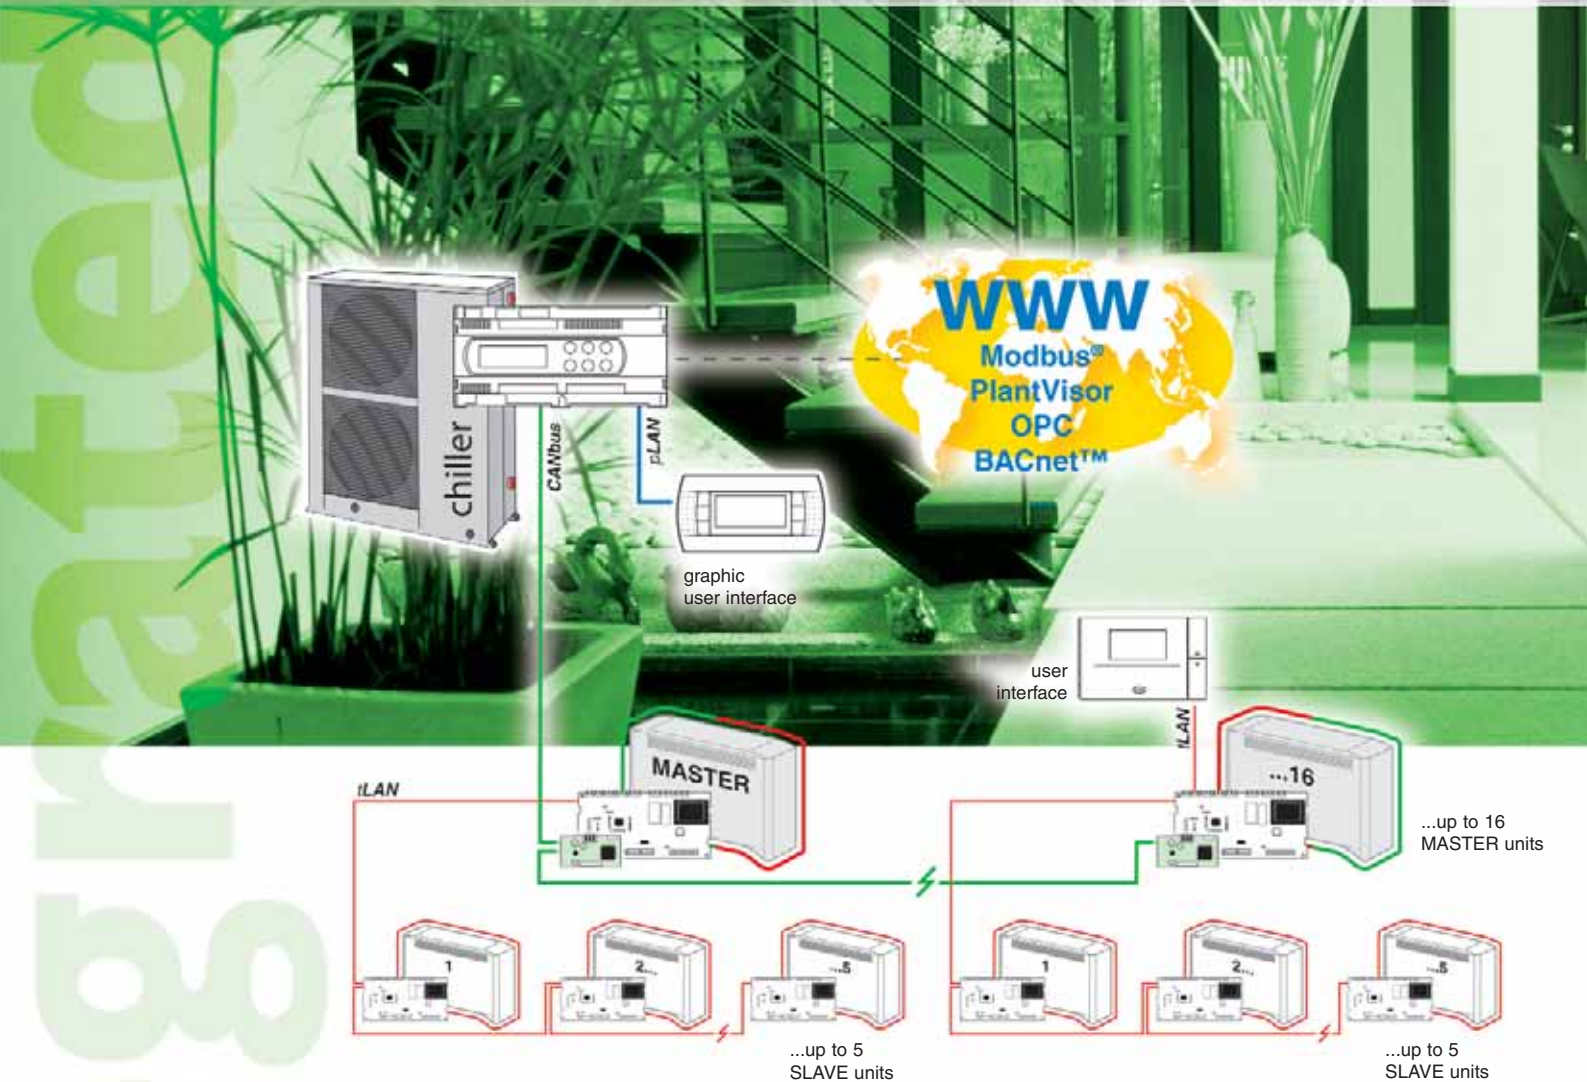 grated
WWW
Modbus®
PlantVisor
OPC
BACnet™
chiller
CANbus
pLAN
graphic
user interface
user
interface
tLAN
MASTER
...16
tLAN
...up to 16
MASTER units
1
2...
...5
1
2...
...5
...up to 5
SLAVE units
...up to 5
SLAVE units